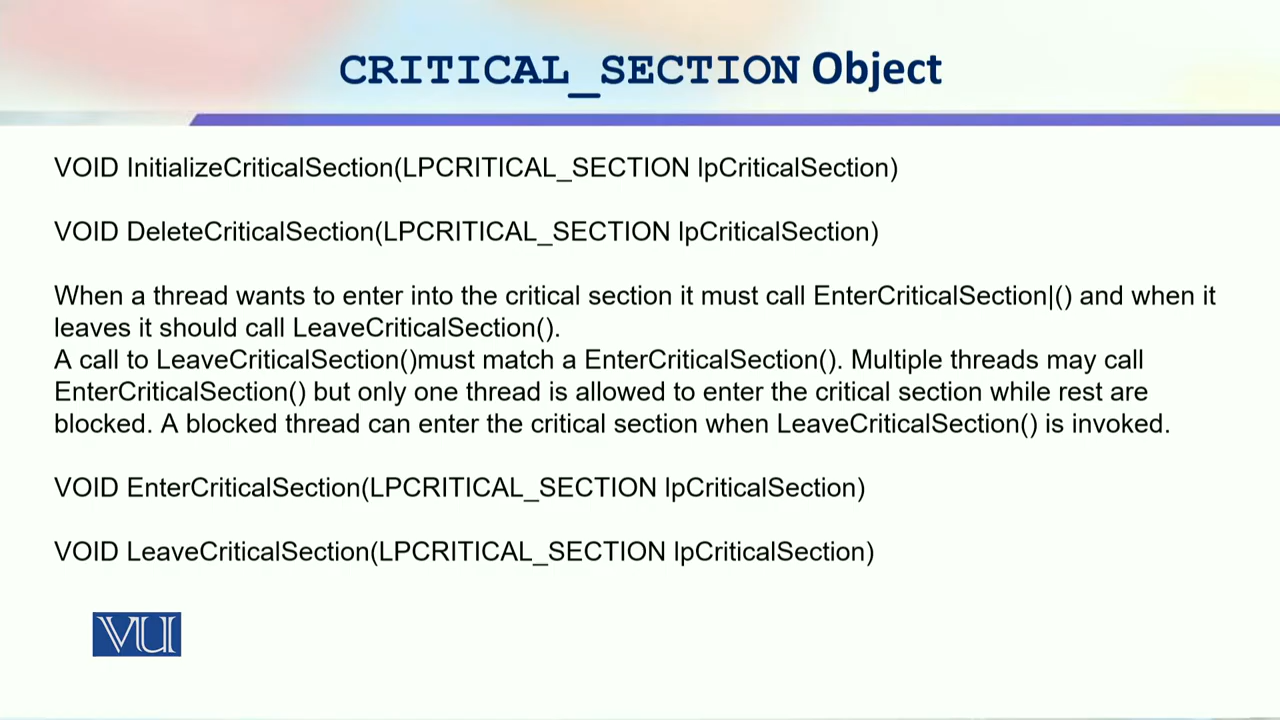 CRITICAL_SECTION Object
VOID InitializeCriticalSection(LPCRITICAL_SECTION lpCriticalSection)
VOID DeleteCriticalSection(LPCRITICAL_SECTION lpCriticalSection)
When a thread wants to enter into the critical section it must call EnterCriticalSection|() and when it
leaves it should call LeaveCriticalSection().
A call to LeaveCriticalSection()must match a EnterCriticalSection(). Multiple threads may call
EnterCriticalSection() but only one thread is allowed to enter the critical section while rest are
blocked. A blocked thread can enter the critical section when LeaveCriticalSection() is invoked.
VOID EnterCriticalSection(LPCRITICAL_SECTION lpCriticalSection)
VOID LeaveCriticalSection(LPCRITICAL_SECTION lpCriticalSection)
VU